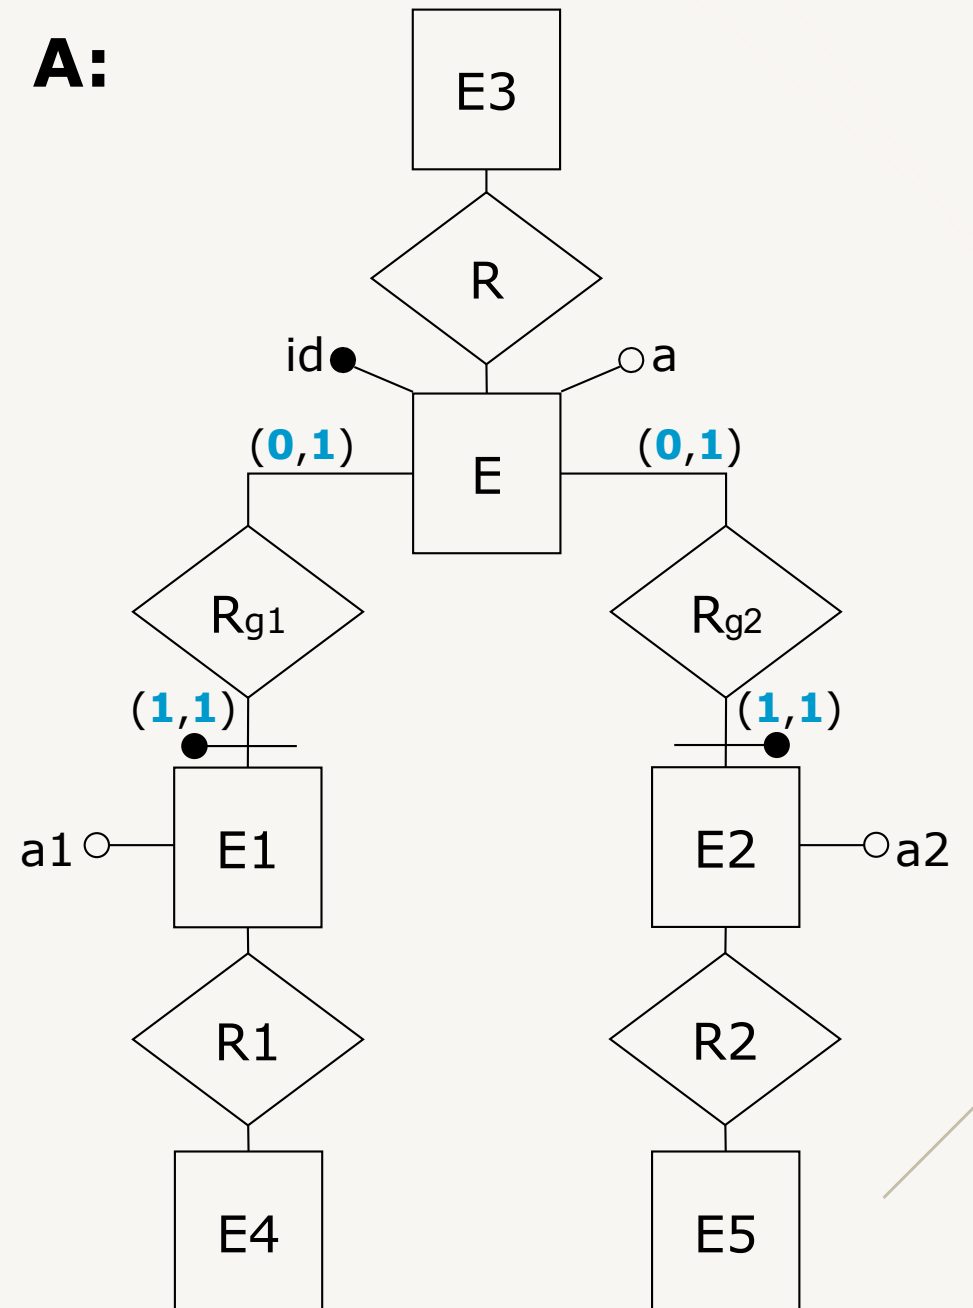 A:
E3
R
id
a
(0,1)
(0,1)
E
Rg1
Rg2
(1,1)
(1,1)
a1
E1
E2
a2
R1
R2
E4
E5